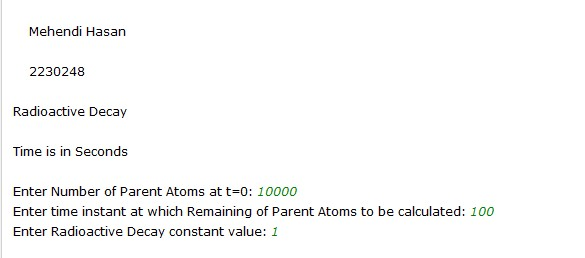 Mehendi Hasan
2230248
Radioactive Decay
Time is in Seconds
Enter Number of Parent Atoms at t=0: 10000
Enter time instant at which Remaining of Parent Atoms to be calculated: 100
Enter Radioactive Decay constant value: 1